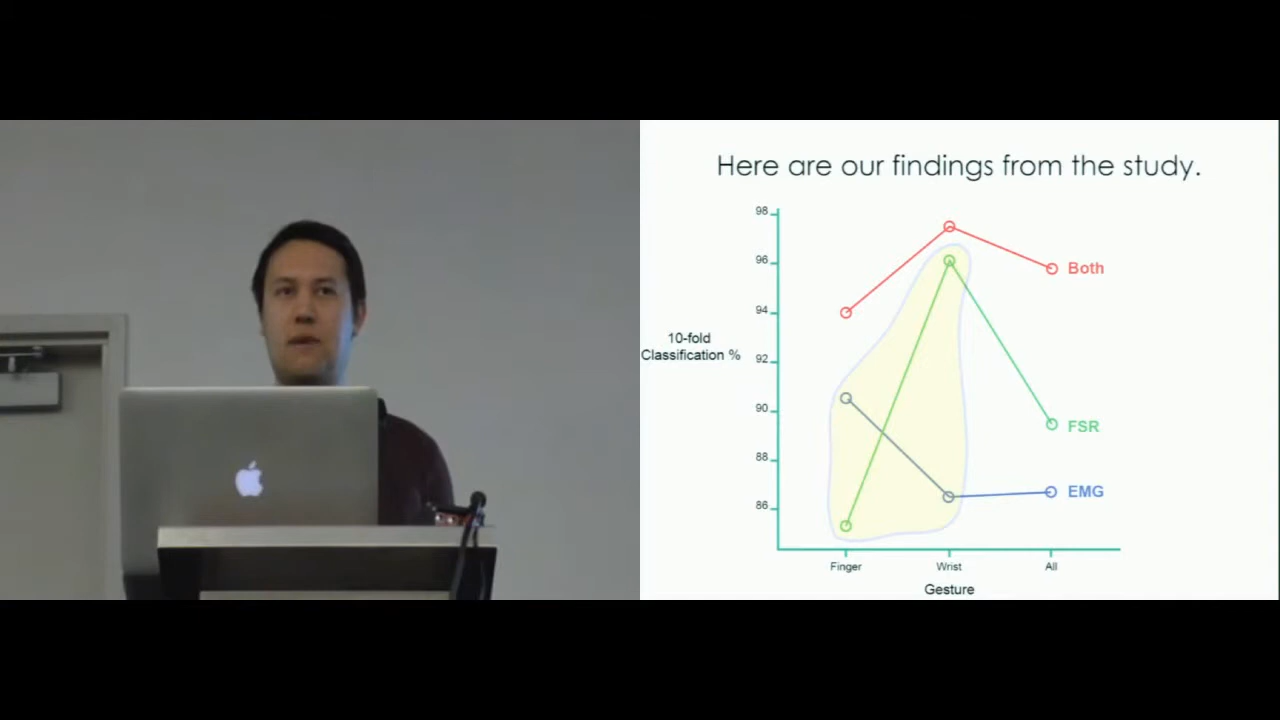 Here are our findings from the study.
98
96
94
92
90
88
86
10-fold
Classification %
Both
FSR
EMG
Finger
Wrist
All
Gesture